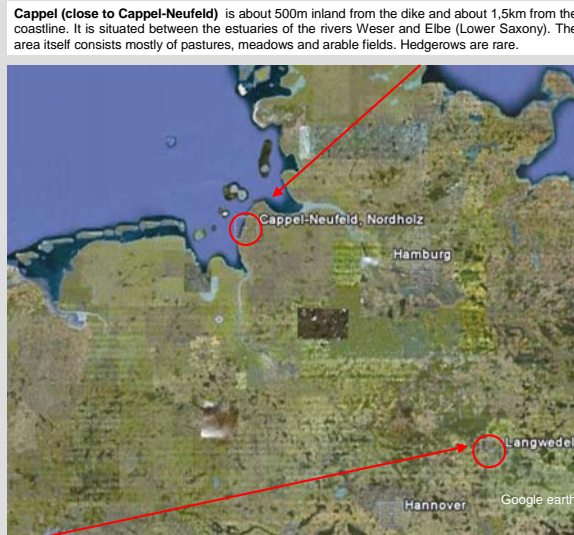 Cappel (close to Cappel-Neufeld) is about 500m inland from the dike and about 1,5km from the
coastline. It is situated between the estuaries of the rivers Weser and Elbe (Lower Saxony). The
area itself consists mostly of pastures, meadows and arable fields. Hedgerows are rare.
Cappel-Neufeld, Nordholz
Hamburg
Langwedel
Hannover
Google earth